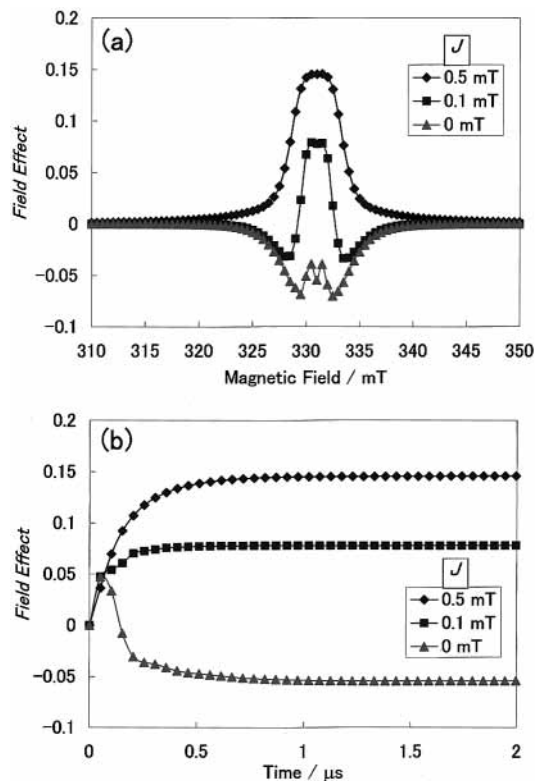 (a)
J
0.5 mT
0.1 mT
0 mT
Field Effect
0.2
0.15
0.1
0.05
0
-0.05
-0.1
310 315 320 325 330 335 340 345 350
Magnetic Field / mT
(b)
J
0.5 mT
0.1 mT
0 mT
Field Effect
0.2
0.15
0.1
0.05
0
-0.05
-0.1
0 0.5 1 1.5 2
Time / μs